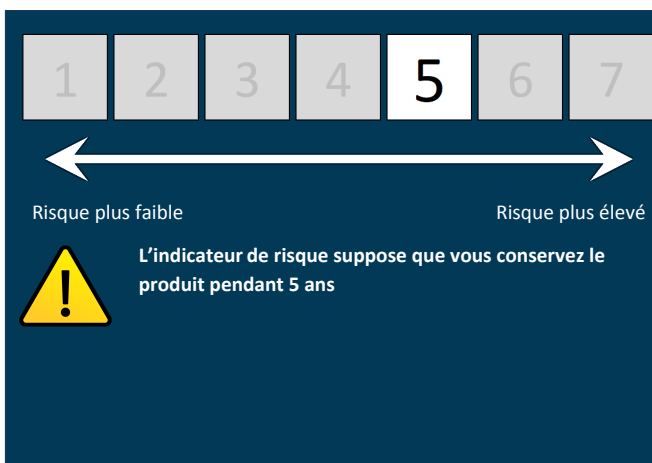 1 2 3 4 5 6 7
Risque plus faible Risque plus élevé
L'indicateur de risque suppose que vous conservez le
produit pendant 5 ans